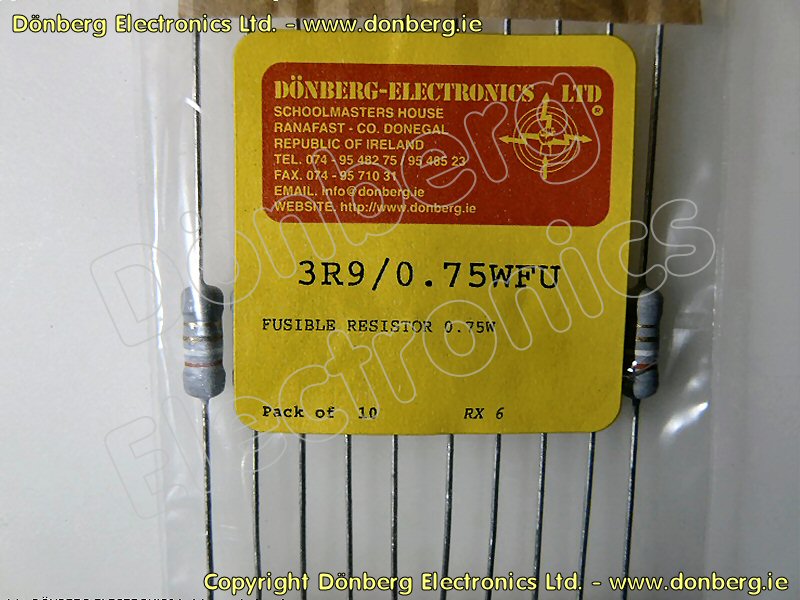 Dönberg Electronics Ltd. - www.donberg.ie
DÖNBERG-ELECTRONICS LTD
®
SCHOOLMASTERS HOUSE
RANAFAST - CO. DONEGAL
REPUBLIC OF IRELAND
TEL. 074 - 95 482 75 / 95 485 23
FAX. 074 - 95 710 31
EMAIL. info@donberg.ie
WEBSITE. http://www.donberg.ie
Dönberg
Electronics
3R9/0.75WFU
FUSIBLE RESISTOR 0.75W
Pack of 10 RX 6
Copyright Dönberg Electronics Ltd. - www.donberg.ie